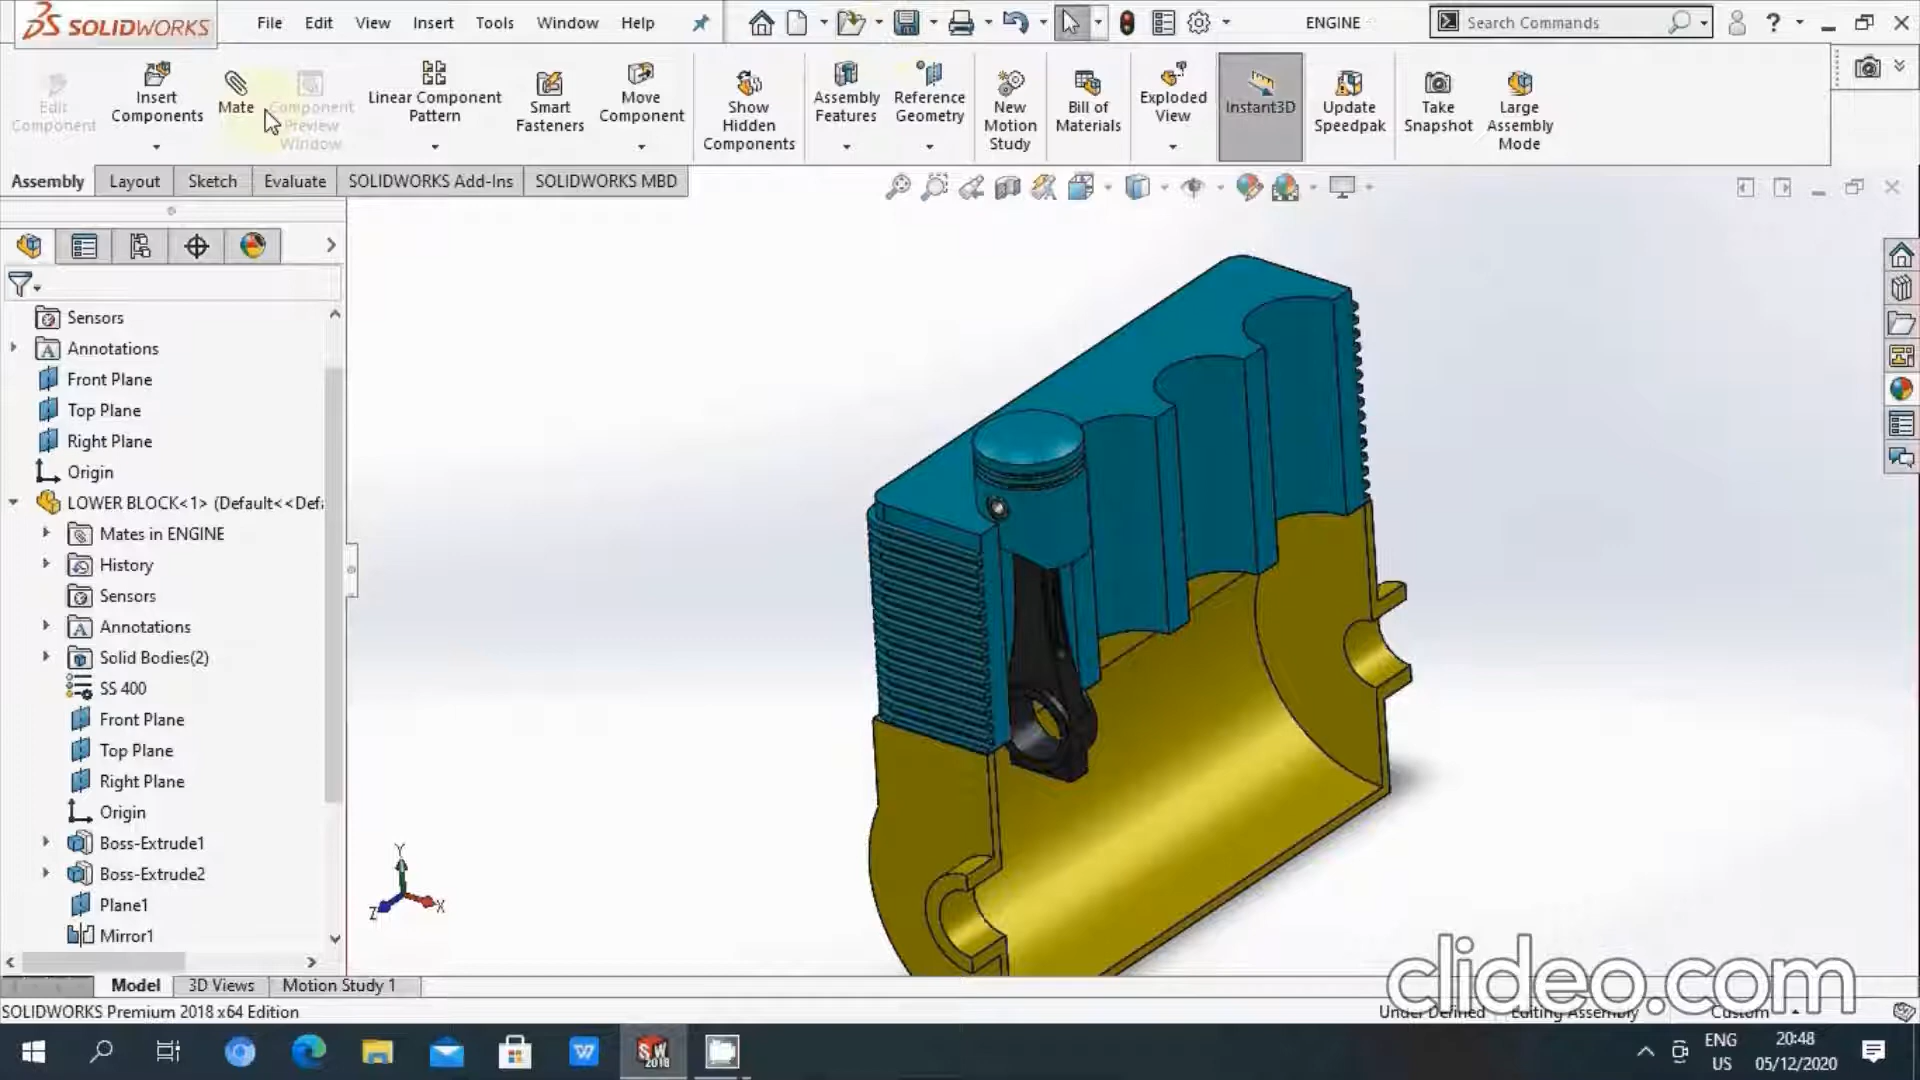 SOLIDWORKS
File Edit View Insert Tools Window Help
ENGINE
Search Commands
?
Edit Component
Insert Components
Mate
Component Preview Window
Linear Component Pattern
Smart Fasteners
Move Component
Show Hidden Components
Assembly Features
Reference Geometry
New Motion Study
Bill of Materials
Exploded View
Instant3D
Update Speedpak
Take Snapshot
Large Assembly Mode
Assembly Layout Sketch Evaluate SOLIDWORKS Add-Ins SOLIDWORKS MBD
Sensors
Annotations
Front Plane
Top Plane
Right Plane
Origin
LOWER BLOCK<1> (Default<<Def
Mates in ENGINE
History
Sensors
Annotations
Solid Bodies(2)
SS 400
Front Plane
Top Plane
Right Plane
Origin
Boss-Extrude1
Boss-Extrude2
Plane1
Mirror1
Y
Z
X
clideo.com
Model 3D Views Motion Study 1
SOLIDWORKS Premium 2018 x64 Edition
Under Defined Editing Assembly Custom
SW 2018
ENG
US
20:48
05/12/2020